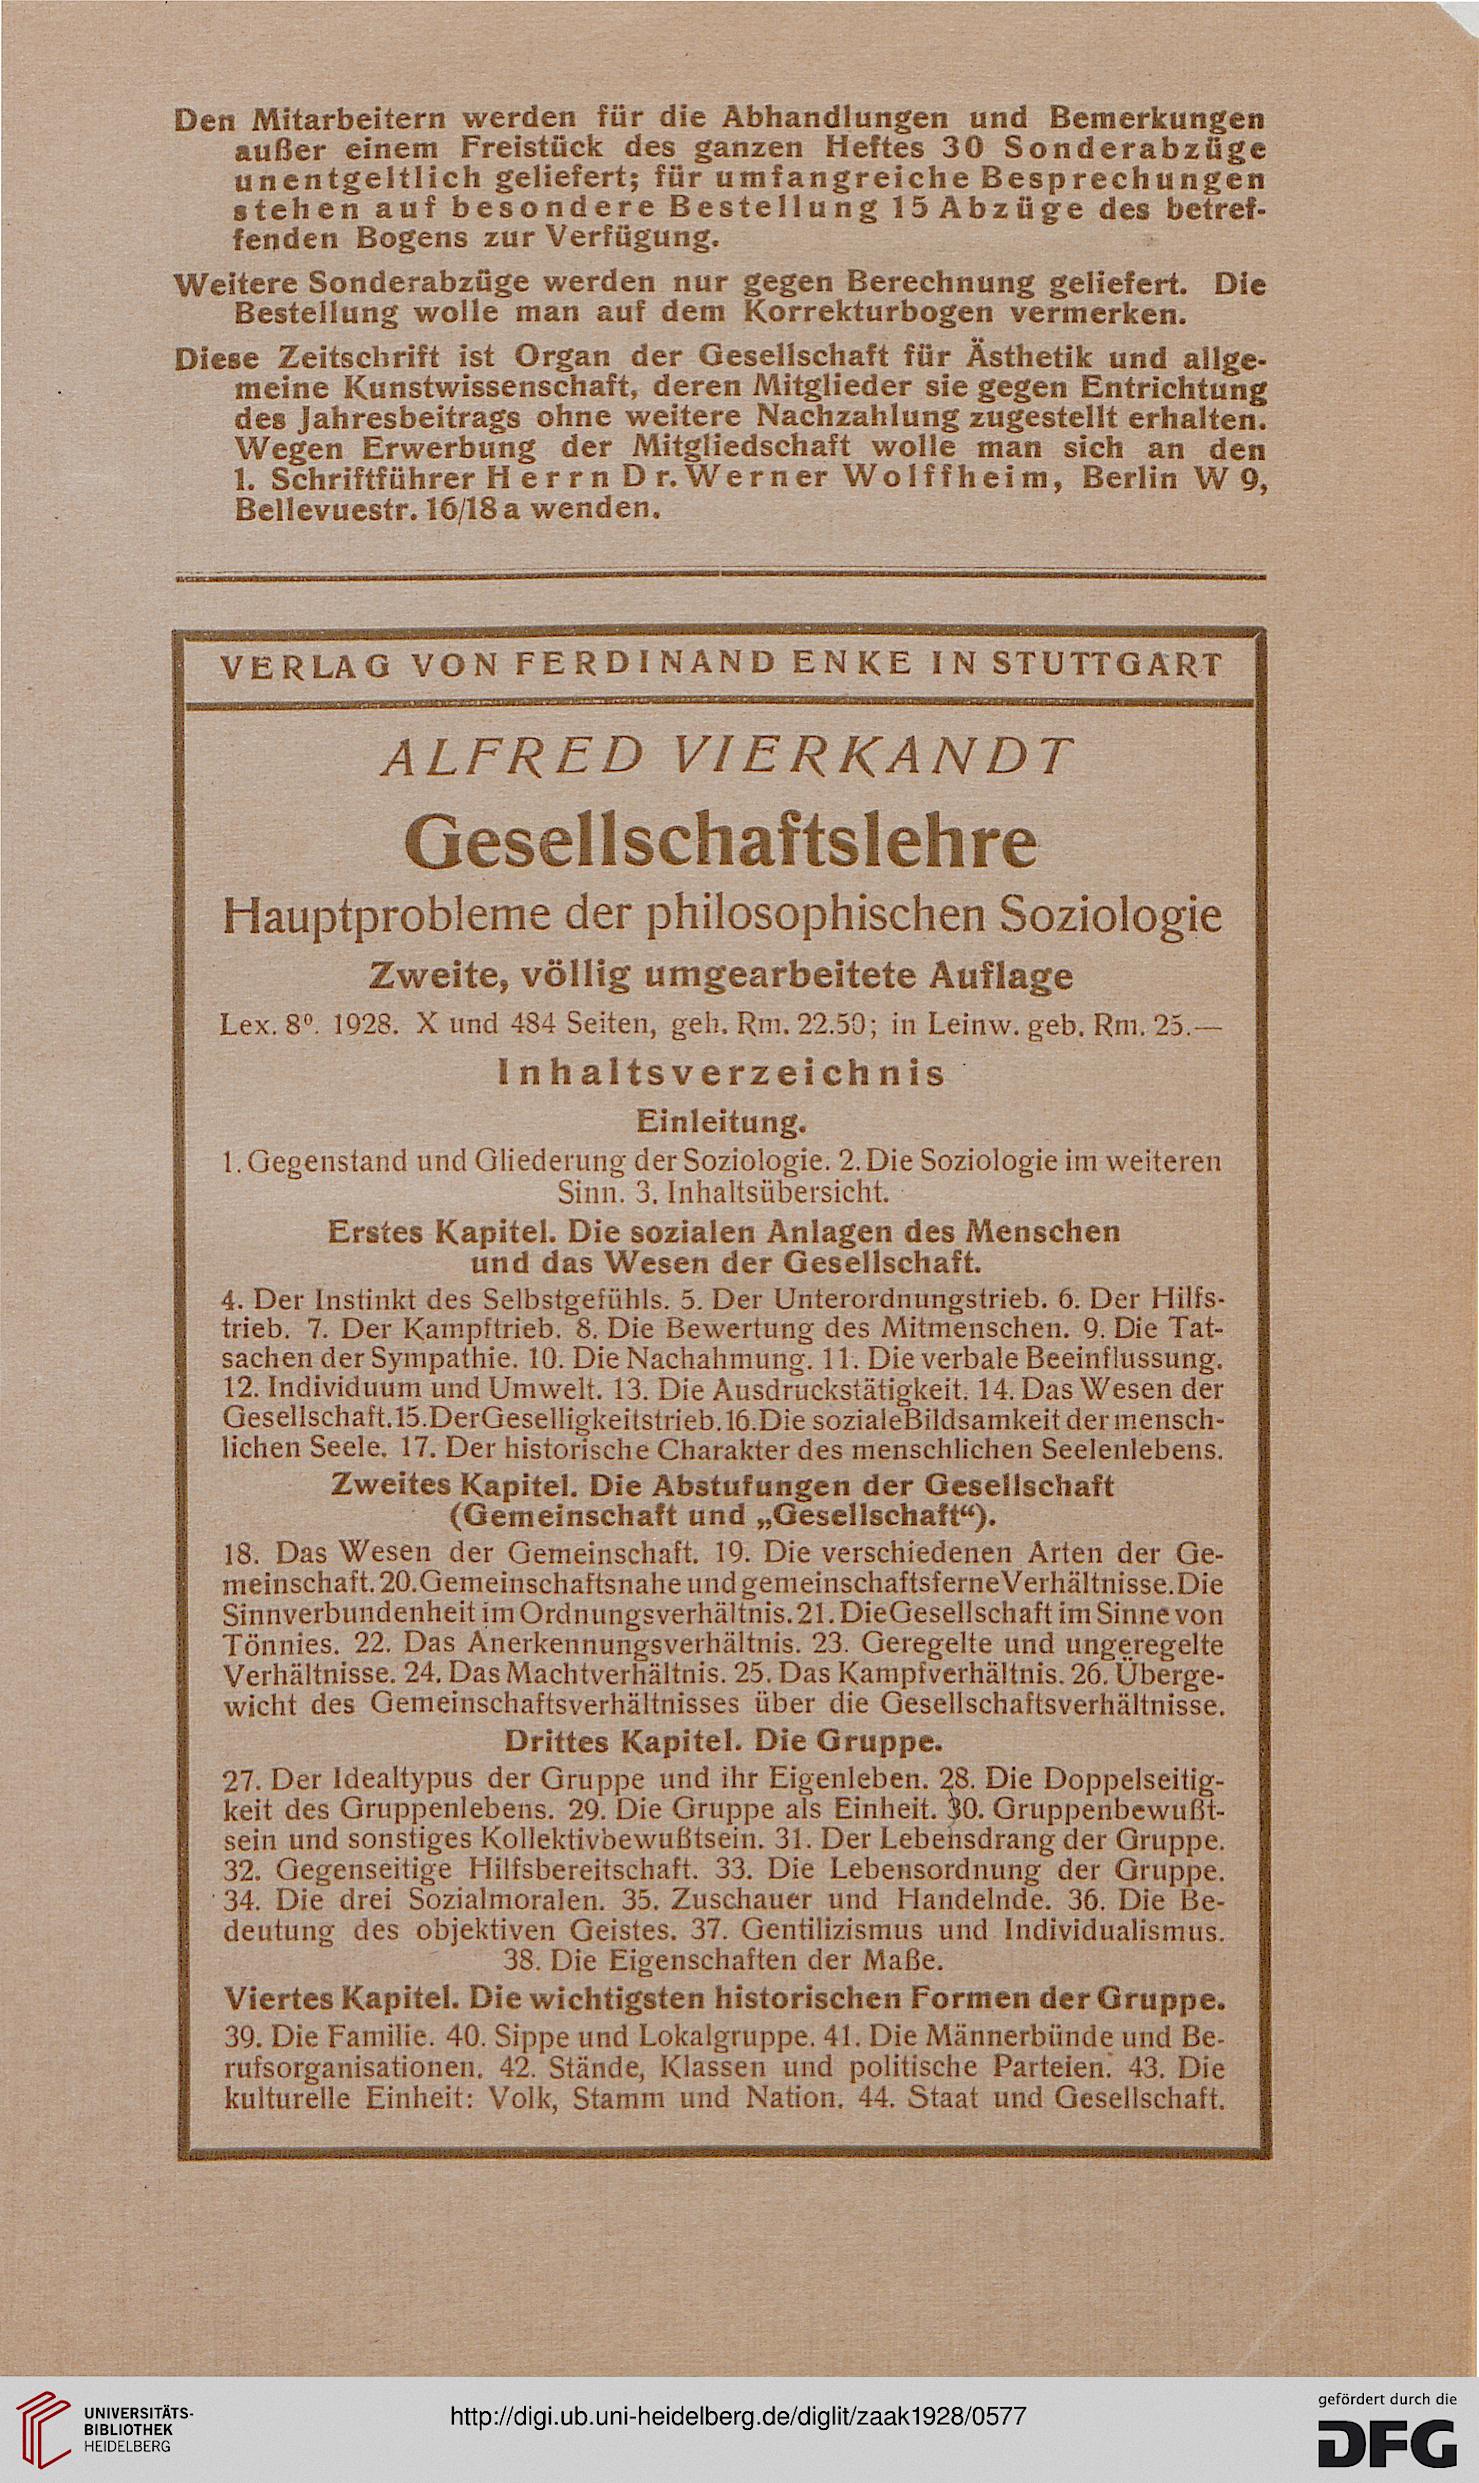 Den Mitarbeitern werden für die Abhandlungen und Bemerkungen
außer einem Freistück des ganzen Heftes 30 Sonderabzüge
unentgeltlich geliefert; für umfangreiche Besprechungen
stehen auf besondere Bestellung 15 Abzüge des betref-
fenden Bogens zur Verfügung.
Weitere Sonderabzüge werden nur gegen Berechnung geliefert. Die
Bestellung wolle man auf dem Korrekturbogen vermerken.
Diese Zeitschrift ist Organ der Gesellschaft für Ästhetik und allge-
meine Kunstwissenschaft, deren Mitglieder sie gegen Entrichtung
des Jahresbeitrags ohne weitere Nachzahlung zugestellt erhalten.
Wegen Erwerbung der Mitgliedschaft wolle man sich an den
1. Schriftführer Herrn Dr. Werner Wolffheim, Berlin W 9,
Bellevuestr. 16/18 a wenden.
VERLAG VON FERDINAND ENKE IN STUTTGART
ALFRED VIERKANDT
Gesellschaftslehre
Hauptprobleme der philosophischen Soziologie
Zweite, völlig umgearbeitete Auflage
Lex. 8º. 1928. X und 484 Seiten, geh. Rm. 22.50; in Leinw. geb. Rm. 25.—
Inhaltsverzeichnis
Einleitung.
1. Gegenstand und Gliederung der Soziologie. 2. Die Soziologie im weiteren
Sinn. 3. Inhaltsübersicht.
Erstes Kapitel. Die sozialen Anlagen des Menschen
und das Wesen der Gesellschaft.
4. Der Instinkt des Selbstgefühls. 5. Der Unterordnungstrieb. 6. Der Hilfs-
trieb. 7. Der Kampftrieb. 8. Die Bewertung des Mitmenschen. 9. Die Tat-
sachen der Sympathie. 10. Die Nachahmung. 11. Die verbale Beeinflussung.
12. Individuum und Umwelt. 13. Die Ausdruckstätigkeit. 14. Das Wesen der
Gesellschaft. 15. Der Geselligkeitstrieb. 16. Die soziale Bildsamkeit der mensch-
lichen Seele. 17. Der historische Charakter des menschlichen Seelenlebens.
Zweites Kapitel. Die Abstufungen der Gesellschaft
(Gemeinschaft und „Gesellschaft“).
18. Das Wesen der Gemeinschaft. 19. Die verschiedenen Arten der Ge-
meinschaft. 20. Gemeinschaftsnahe und gemeinschaftsferne Verhältnisse. Die
Sinnverbundenheit im Ordnungsverhältnis. 21. Die Gesellschaft im Sinne von
Tönnies. 22. Das Anerkennungsverhältnis. 23. Geregelte und ungeregelte
Verhältnisse. 24. Das Machtverhältnis. 25. Das Kampfverhältnis. 26. Überge-
wicht des Gemeinschaftsverhältnisses über die Gesellschaftsverhältnisse.
Drittes Kapitel. Die Gruppe.
27. Der Idealtypus der Gruppe und ihr Eigenleben. 28. Die Doppelseitig-
keit des Gruppenlebens. 29. Die Gruppe als Einheit. 30. Gruppenbewußt-
sein und sonstiges Kollektivbewußtsein. 31. Der Lebensdrang der Gruppe.
32. Gegenseitige Hilfsbereitschaft. 33. Die Lebensordnung der Gruppe.
34. Die drei Sozialmoralen. 35. Zuschauer und Handelnde. 36. Die Be-
deutung des objektiven Geistes. 37. Gentilizismus und Individualismus.
38. Die Eigenschaften der Maße.
Viertes Kapitel. Die wichtigsten historischen Formen der Gruppe.
39. Die Familie. 40. Sippe und Lokalgruppe. 41. Die Männerbünde und Be-
rufsorganisationen. 42. Stände, Klassen und politische Parteien. 43. Die
kulturelle Einheit: Volk, Stamm und Nation. 44. Staat und Gesellschaft.
UNIVERSITÄTS-
BIBLIOTHEK
HEIDELBERG
http://digi.ub.uni-heidelberg.de/diglit/zaak1928/0577
gefördert durch die
DFG